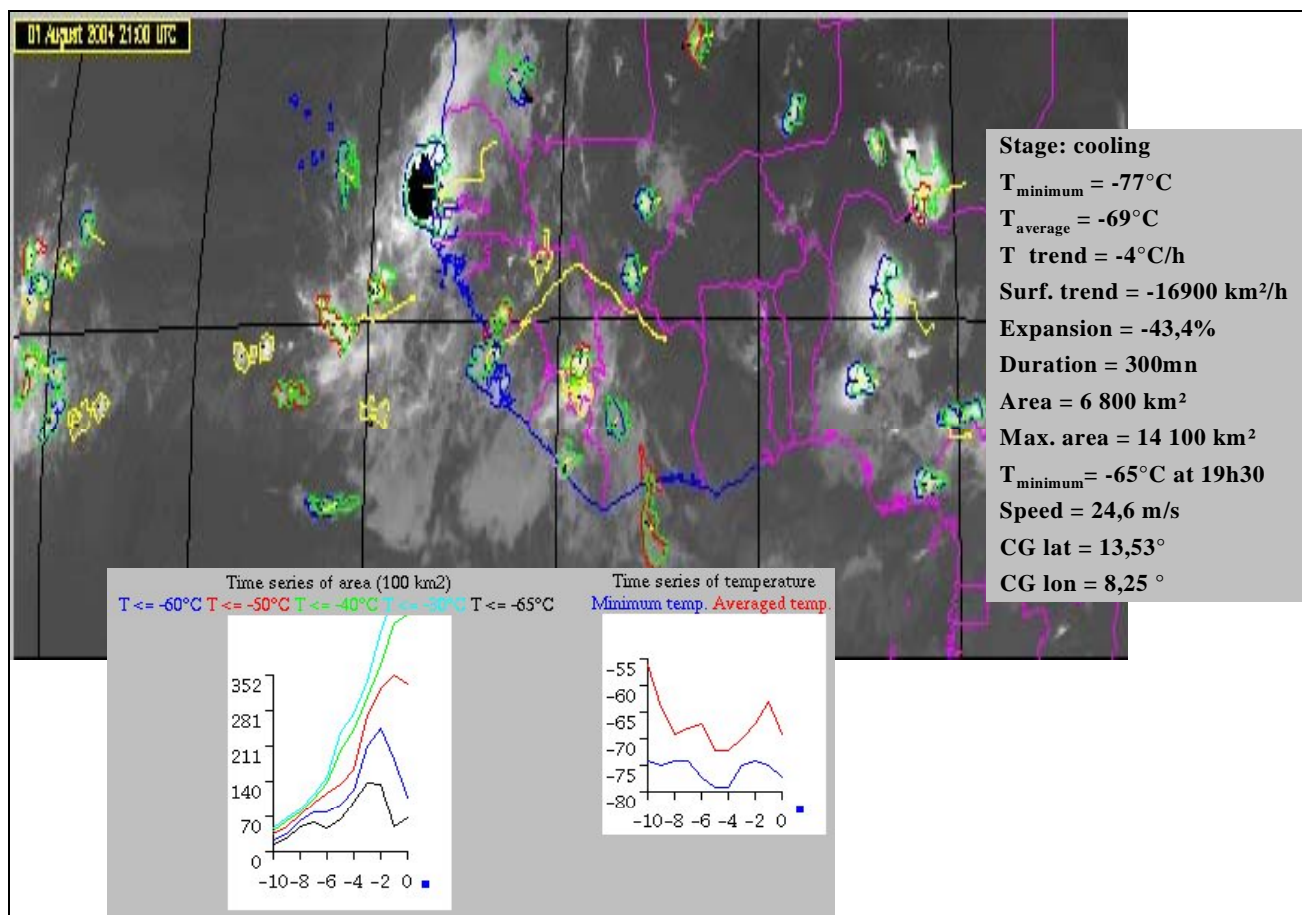 01 August 2004 21:00 UTC
Stage: cooling
Tminimum = -77°C
Taverage = -69°C
T trend = -4°C/h
Surf. trend = -16900 km²/h
Expansion = -43,4%
Duration = 300mn
Area = 6 800 km²
Max. area = 14 100 km²
Tminimum= -65°C at 19h30
Speed = 24,6 m/s
CG lat = 13,53°
CG lon = 8,25 °
Time series of area (100 km2)
T <= -60°C T <= -50°C T <= -40°C T <= -30°C T <= -65°C
352
281
211
140
70
0
-10 -8 -6 -4 -2 0
Time series of temperature
Minimum temp. Averaged temp.
-55
-60
-65
-70
-75
-80
-10 -8 -6 -4 -2 0